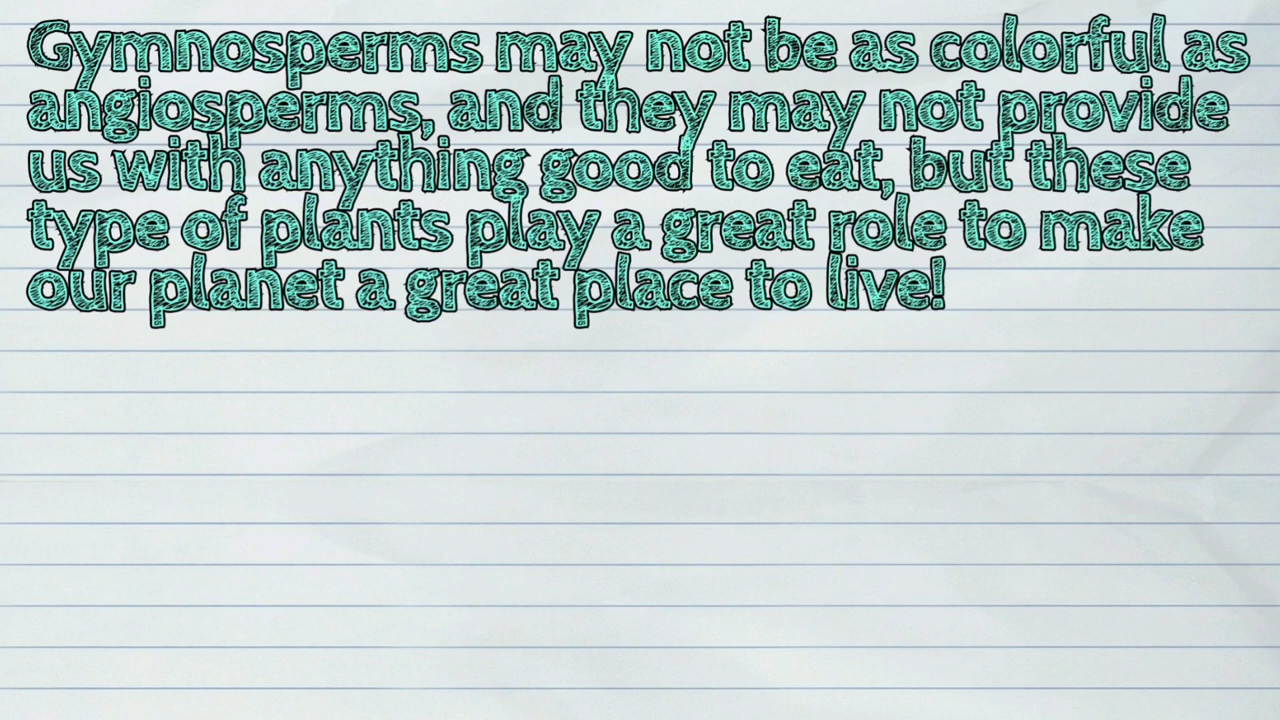 Gymnosperms may not be as colorful as
angiosperms, and they may not provide
us with anything good to eat, but these
type of plants play a great role to make
our planet a great place to live!